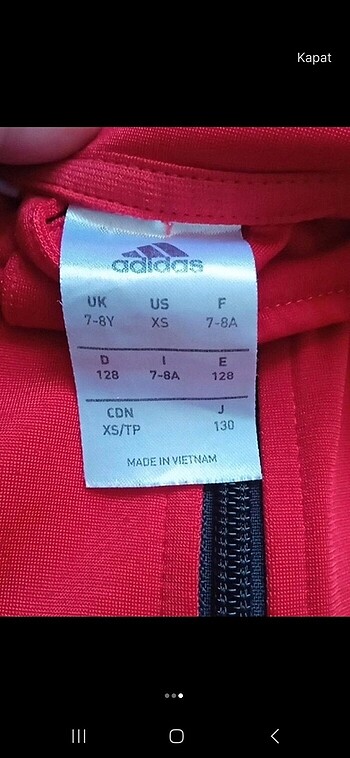 Kapat
adidas
UK US F
7-8Y XS 7-8A
D I E
128 7-8A 128
CDN J
XS/TP 130
MADE IN VIETNAM